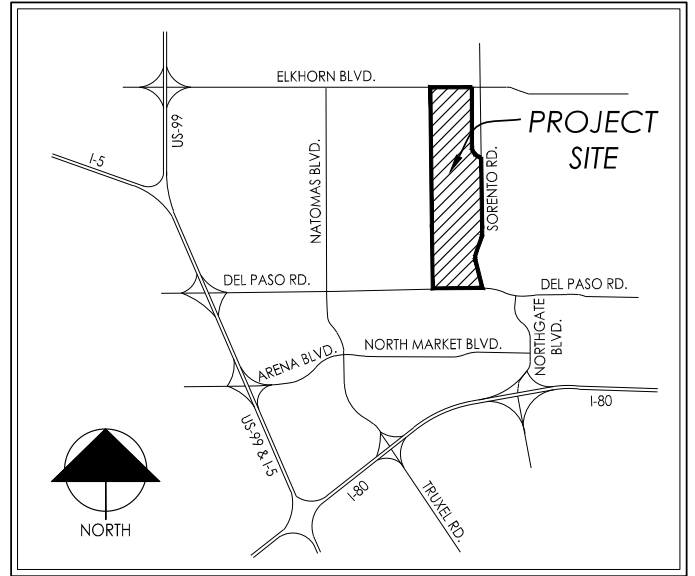 ELKHORN BLVD.
US-99
I-5
NATOMAS BLVD.
PROJECT
SITE
SORENTO RD.
DEL PASO RD.
DEL PASO RD.
NORTHGATE
BLVD.
NORTH MARKET BLVD.
ARENA BLVD.
US-99 & I-5
I-80
I-80
TRUXEL RD.
NORTH